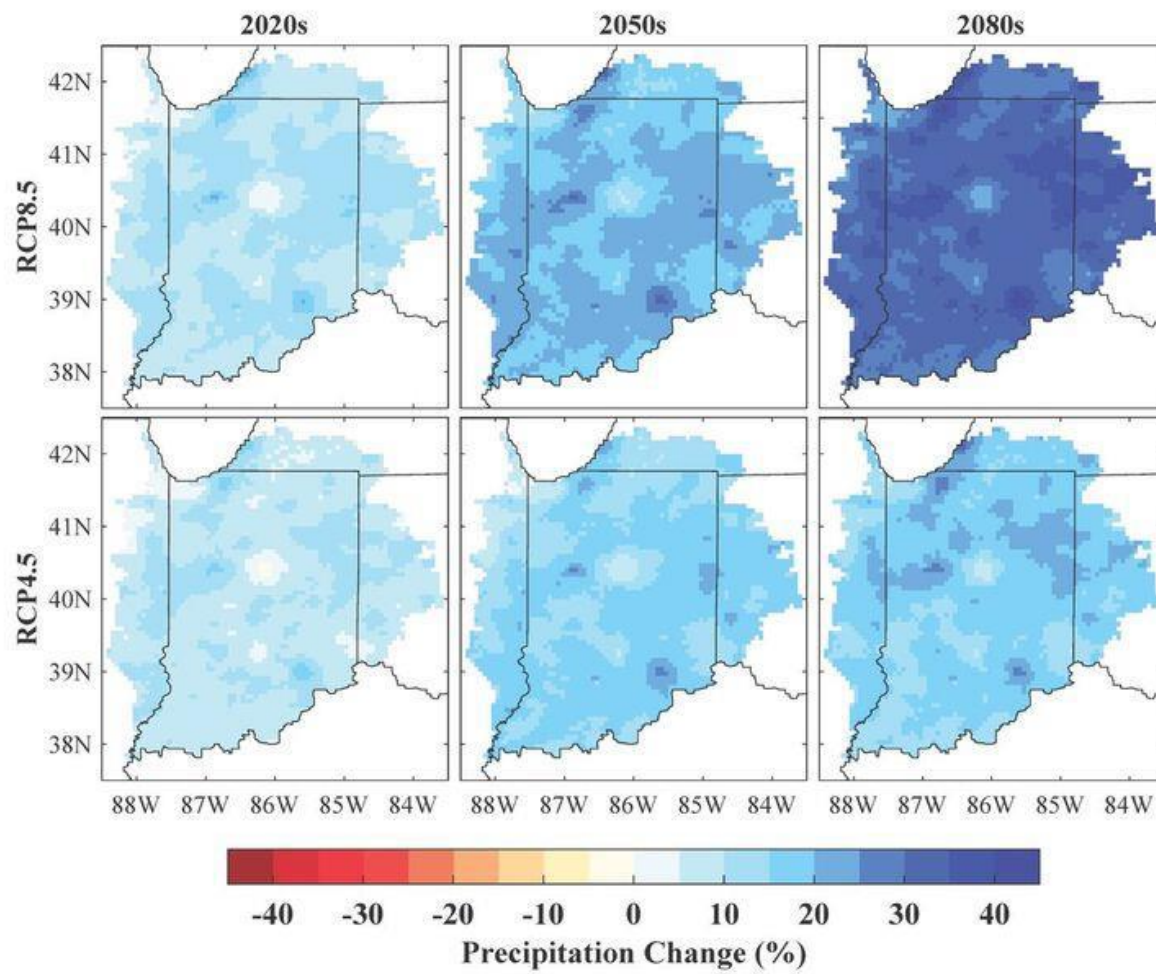 2020s 2050s 2080s
RCP8.5
42N
41N
40N
39N
38N
RCP4.5
42N
41N
40N
39N
38N
88W 87W 86W 85W 84W 88W 87W 86W 85W 84W 88W 87W 86W 85W 84W
-40 -30 -20 -10 0 10 20 30 40
Precipitation Change (%)